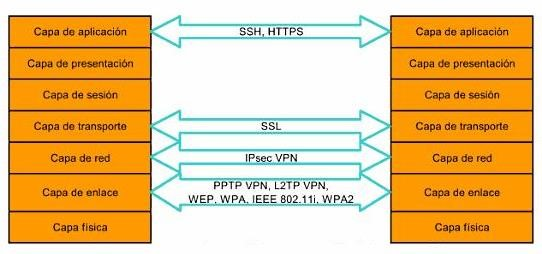 Capa de aplicación
SSH, HTTPS
Capa de aplicación
Capa de presentación
Capa de presentación
Capa de sesión
Capa de sesión
Capa de transporte
SSL
Capa de transporte
Capa de red
IPsec VPN
Capa de red
Capa de enlace
PPTP VPN, L2TP VPN,
WEP, WPA, IEEE 802.11i, WPA2
Capa de enlace
Capa física
Capa física